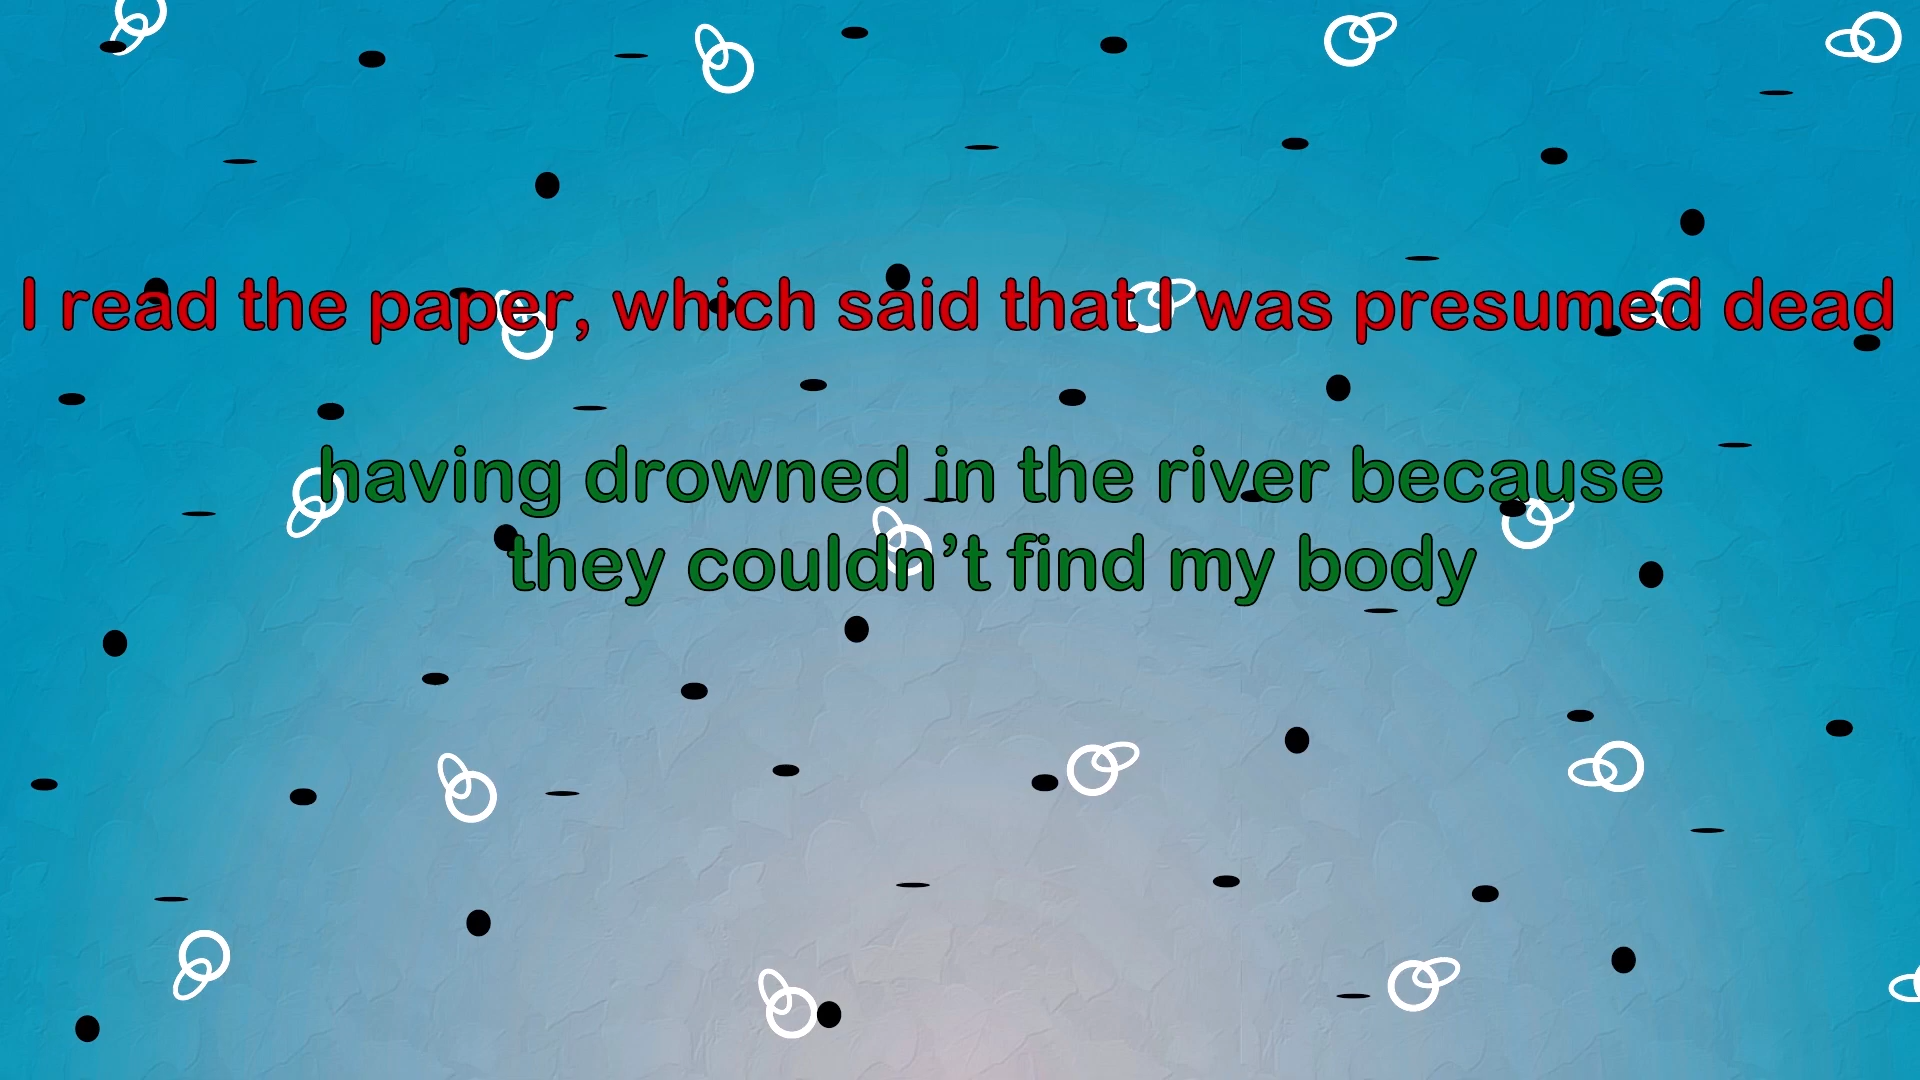 I read the paper, which said that I was presumed dead
having drowned in the river because
they couldn’t find my body